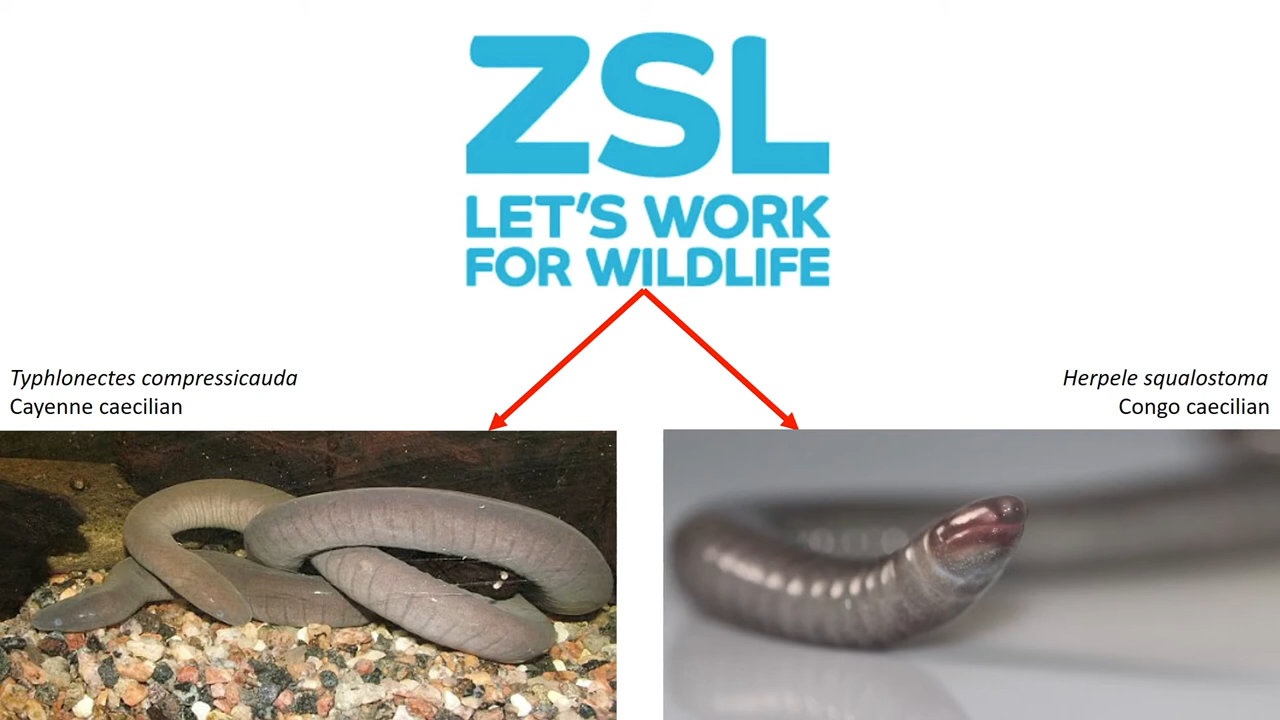 ZSL
LET'S WORK
FOR WILDLIFE
Typhlonectes compressicauda
Cayenne caecilian
Herpele squalostoma
Congo caecilian